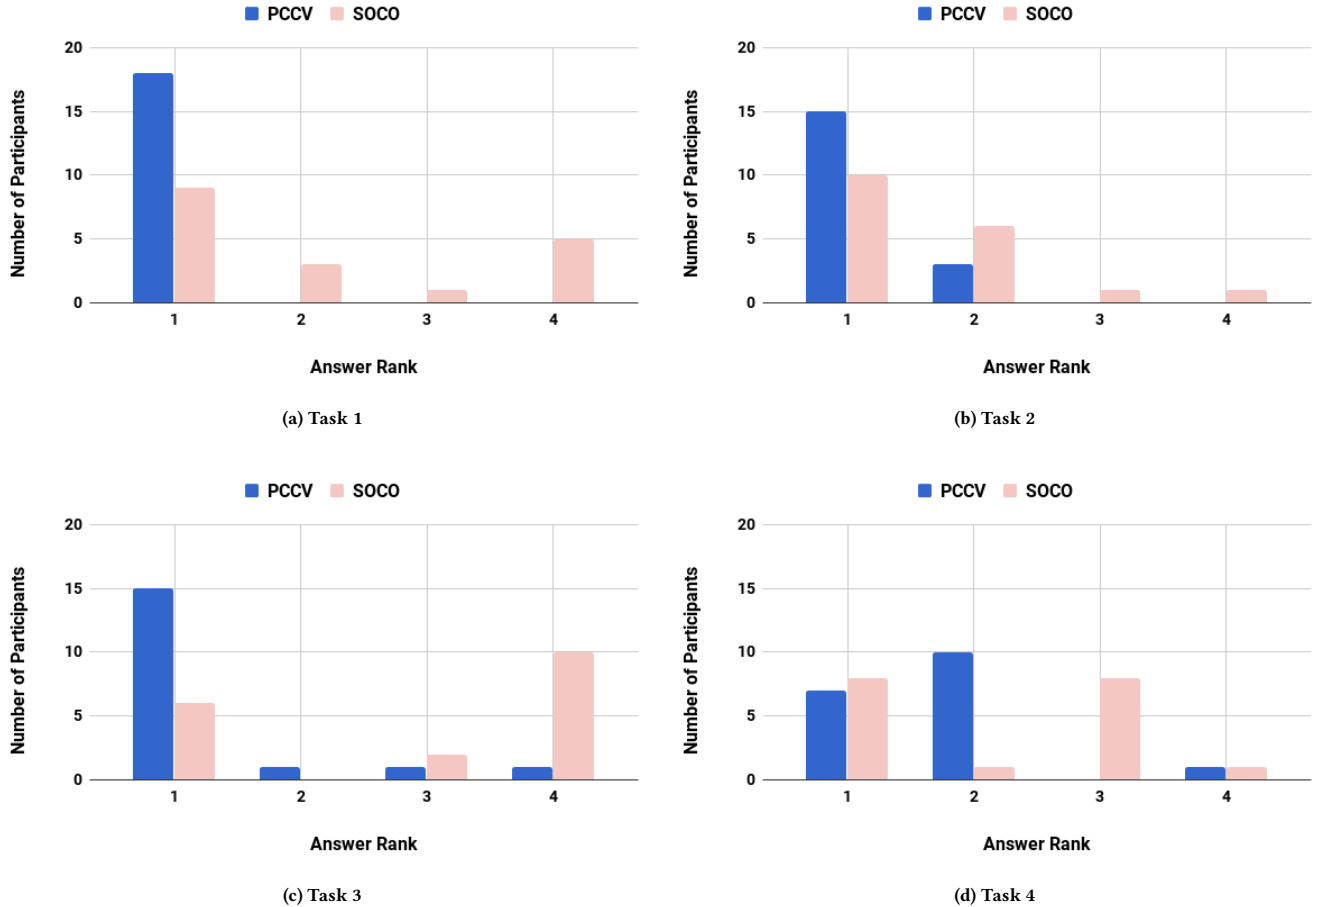 PCCV SOCO
Number of Participants
20
15
10
5
0
1 2 3 4
Answer Rank
(a) Task 1
PCCV SOCO
Number of Participants
20
15
10
5
0
1 2 3 4
Answer Rank
(b) Task 2
PCCV SOCO
Number of Participants
20
15
10
5
0
1 2 3 4
Answer Rank
(c) Task 3
PCCV SOCO
Number of Participants
20
15
10
5
0
1 2 3 4
Answer Rank
(d) Task 4